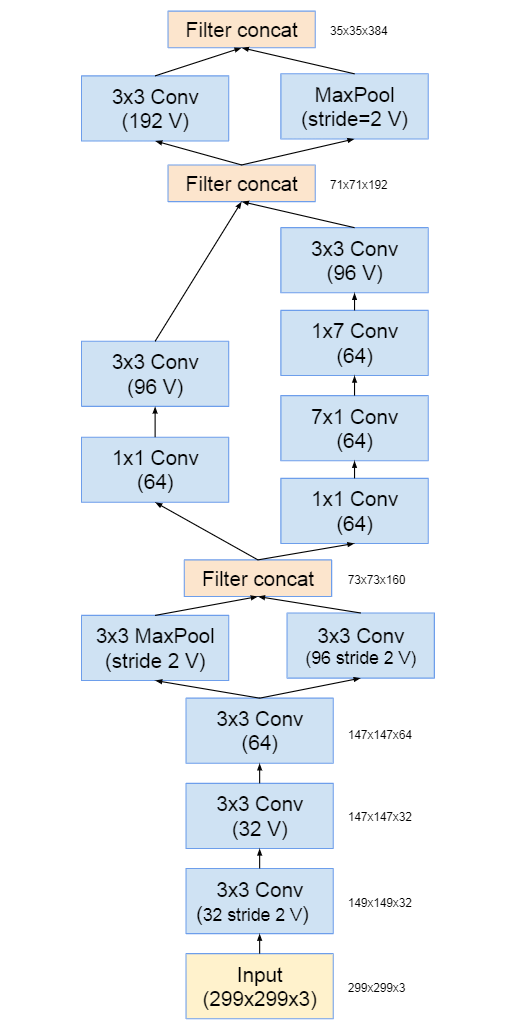 Filter concat
35x35x384
3x3 Conv
(192 V)
MaxPool
(stride=2 V)
Filter concat
71x71x192
3x3 Conv
(96 V)
1x7 Conv
(64)
3x3 Conv
(96 V)
7x1 Conv
(64)
1x1 Conv
(64)
1x1 Conv
(64)
Filter concat
73x73x160
3x3 MaxPool
(stride 2 V)
3x3 Conv
(96 stride 2 V)
3x3 Conv
(64)
147x147x64
3x3 Conv
(32 V)
147x147x32
3x3 Conv
(32 stride 2 V)
149x149x32
Input
(299x299x3)
299x299x3